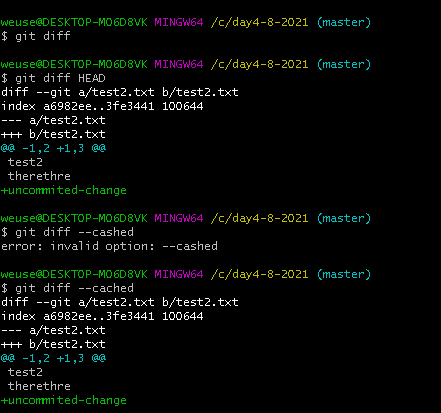 weuse@DESKTOP-MO6D8VK MINGW64 /c/day4-8-2021 (master)
$ git diff
weuse@DESKTOP-MO6D8VK MINGW64 /c/day4-8-2021 (master)
$ git diff HEAD
diff --git a/test2.txt b/test2.txt
index a6982ee..3fe3441 100644
--- a/test2.txt
+++ b/test2.txt
@@ -1,2 +1,3 @@
 test2
 therethre
+uncommited-change
weuse@DESKTOP-MO6D8VK MINGW64 /c/day4-8-2021 (master)
$ git diff --cashed
error: invalid option: --cashed
weuse@DESKTOP-MO6D8VK MINGW64 /c/day4-8-2021 (master)
$ git diff --cached
diff --git a/test2.txt b/test2.txt
index a6982ee..3fe3441 100644
--- a/test2.txt
+++ b/test2.txt
@@ -1,2 +1,3 @@
 test2
 therethre
+uncommited-change